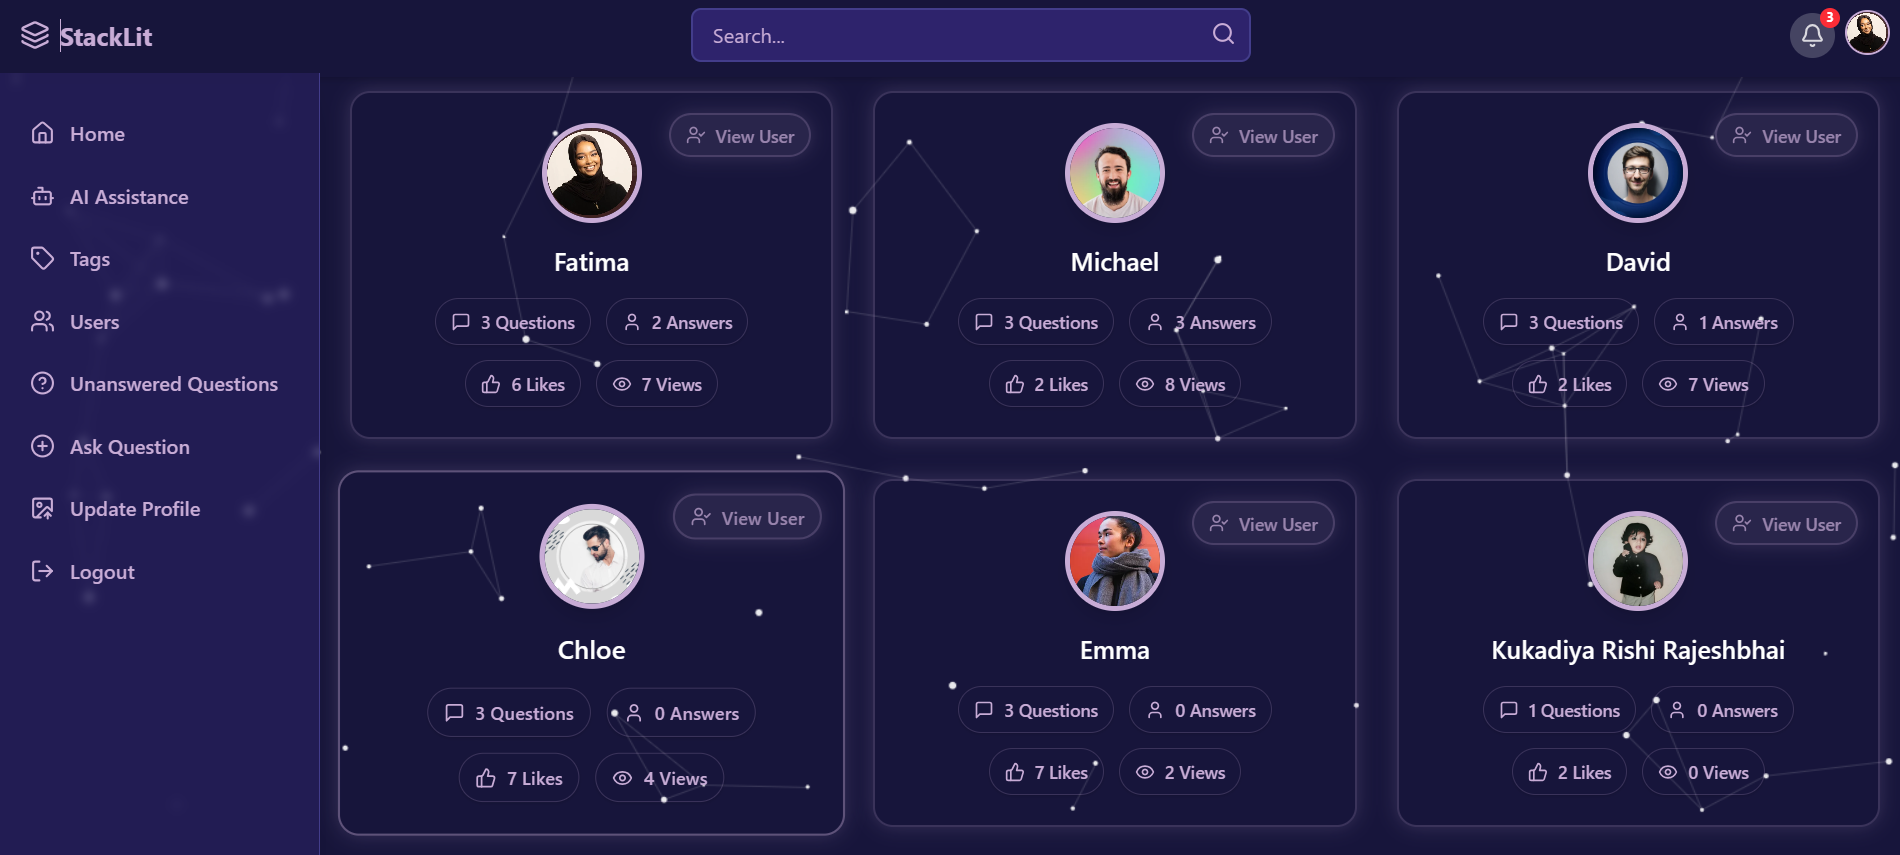 StackLit
Search...
3
Home
AI Assistance
Tags
Users
Unanswered Questions
Ask Question
Update Profile
Logout
View User
Fatima
3 Questions
2 Answers
6 Likes
7 Views
View User
Michael
3 Questions
3 Answers
2 Likes
8 Views
View User
David
3 Questions
1 Answers
2 Likes
7 Views
View User
Chloe
3 Questions
0 Answers
7 Likes
4 Views
View User
Emma
3 Questions
0 Answers
7 Likes
2 Views
View User
Kukadiya Rishi Rajeshbhai
1 Questions
0 Answers
2 Likes
0 Views